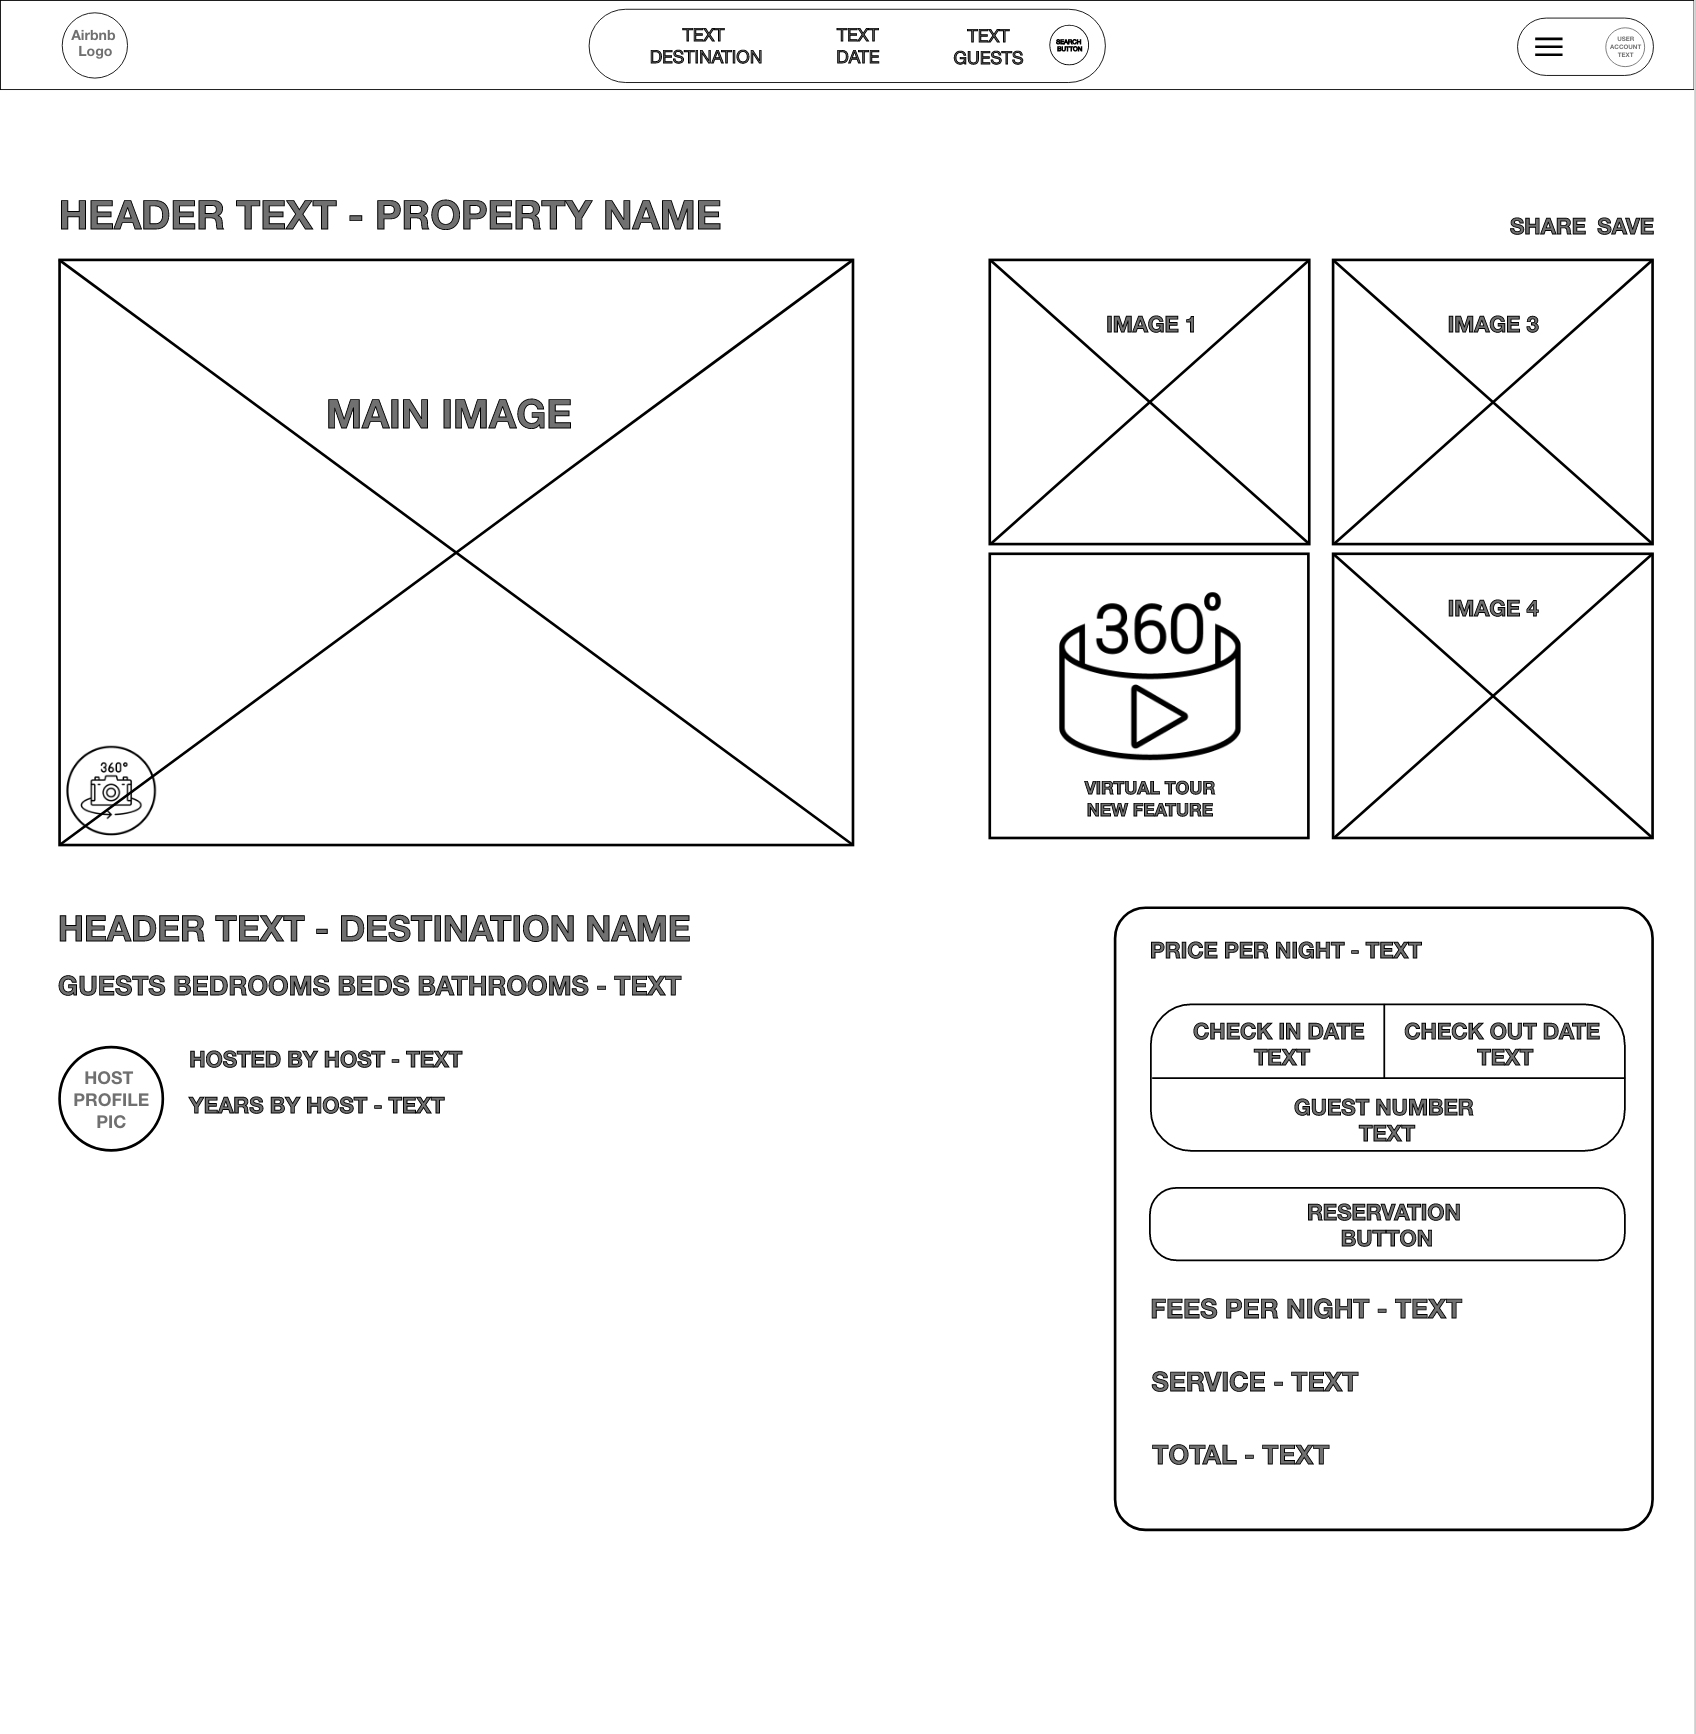 Airbnb
Logo
TEXT
DESTINATION
TEXT
DATE
TEXT
GUESTS
SEARCH
BUTTON
USER
ACCOUNT
TEXT
HEADER TEXT - PROPERTY NAME
SHARE SAVE
MAIN IMAGE
IMAGE 1
IMAGE 3
360°
VIRTUAL TOUR
NEW FEATURE
IMAGE 4
360°
HEADER TEXT - DESTINATION NAME
GUESTS BEDROOMS BEDS BATHROOMS - TEXT
HOST
PROFILE
PIC
HOSTED BY HOST - TEXT
YEARS BY HOST - TEXT
PRICE PER NIGHT - TEXT
CHECK IN DATE
TEXT
CHECK OUT DATE
TEXT
GUEST NUMBER
TEXT
RESERVATION
BUTTON
FEES PER NIGHT - TEXT
SERVICE - TEXT
TOTAL - TEXT